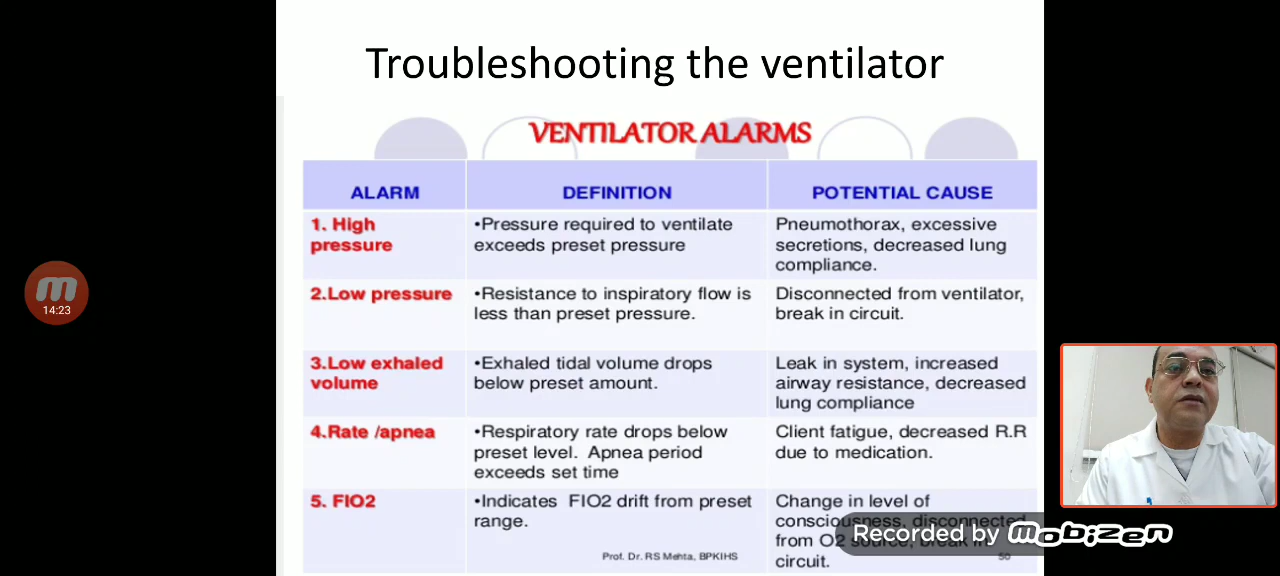 Troubleshooting the ventilator
VENTILATOR ALARMS
ALARM
DEFINITION
POTENTIAL CAUSE
1. High
pressure
•Pressure required to ventilate
exceeds preset pressure
Pneumothorax, excessive
secretions, decreased lung
compliance.
2.Low pressure
•Resistance to inspiratory flow is
less than preset pressure.
Disconnected from ventilator,
break in circuit.
3.Low exhaled
volume
•Exhaled tidal volume drops
below preset amount.
Leak in system, increased
airway resistance, decreased
lung compliance
4.Rate /apnea
•Respiratory rate drops below
preset level. Apnea period
exceeds set time
Client fatigue, decreased R.R
due to medication.
5. FIO2
•Indicates FIO2 drift from preset
range.
Change in level of
consciousness, disconnected
from O2 source, break in
circuit.
Prof. Dr. RS Mehta, BPKIHS
50
14:23
Recorded by mobizen